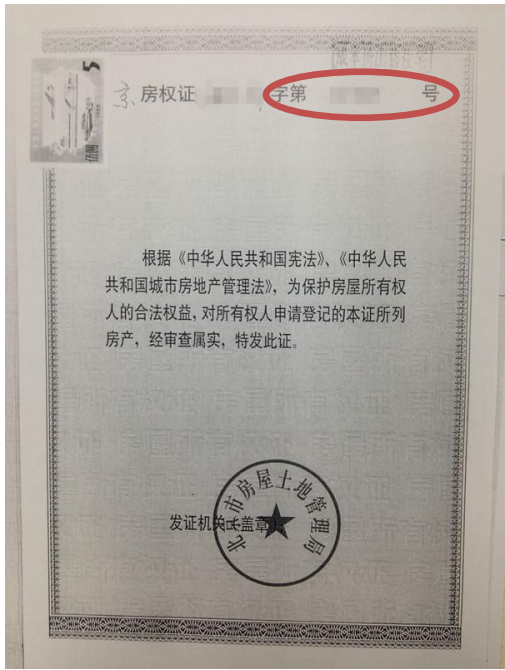 京 房权证 字第 号
根据《中华人民共和国宪法》、《中华人民
共和国城市房地产管理法》，为保护房屋所有权
人的合法权益，对所有权人申请登记的本证所列
房产，经审查属实，特发此证。
发证机关（盖章）
北京市房屋土地管理局
5
伍圆